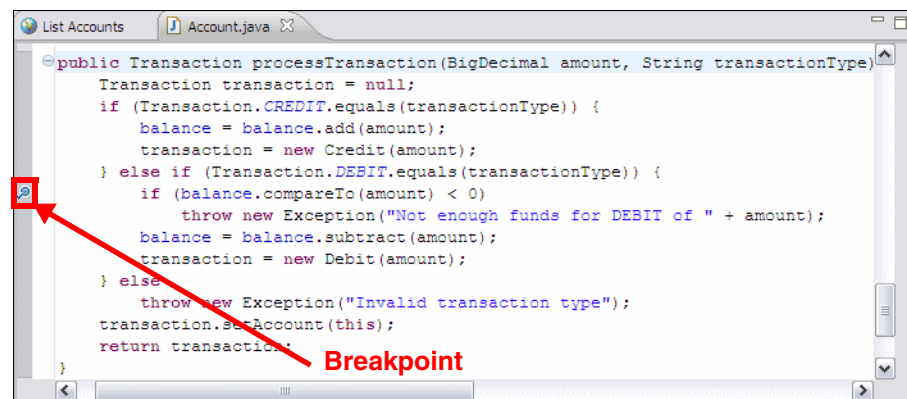 List Accounts Account.java
public Transaction processTransaction(BigDecimal amount, String transactionType)
Transaction transaction = null;
if (Transaction.CREDIT.equals(transactionType)) {
balance = balance.add(amount);
transaction = new Credit(amount);
} else if (Transaction.DEBIT.equals(transactionType)) {
if (balance.compareTo(amount) < 0)
throw new Exception("Not enough funds for DEBIT of " + amount);
balance = balance.subtract(amount);
transaction = new Debit(amount);
} else
throw new Exception("Invalid transaction type");
transaction.setAccount(this);
return transaction;
}
Breakpoint